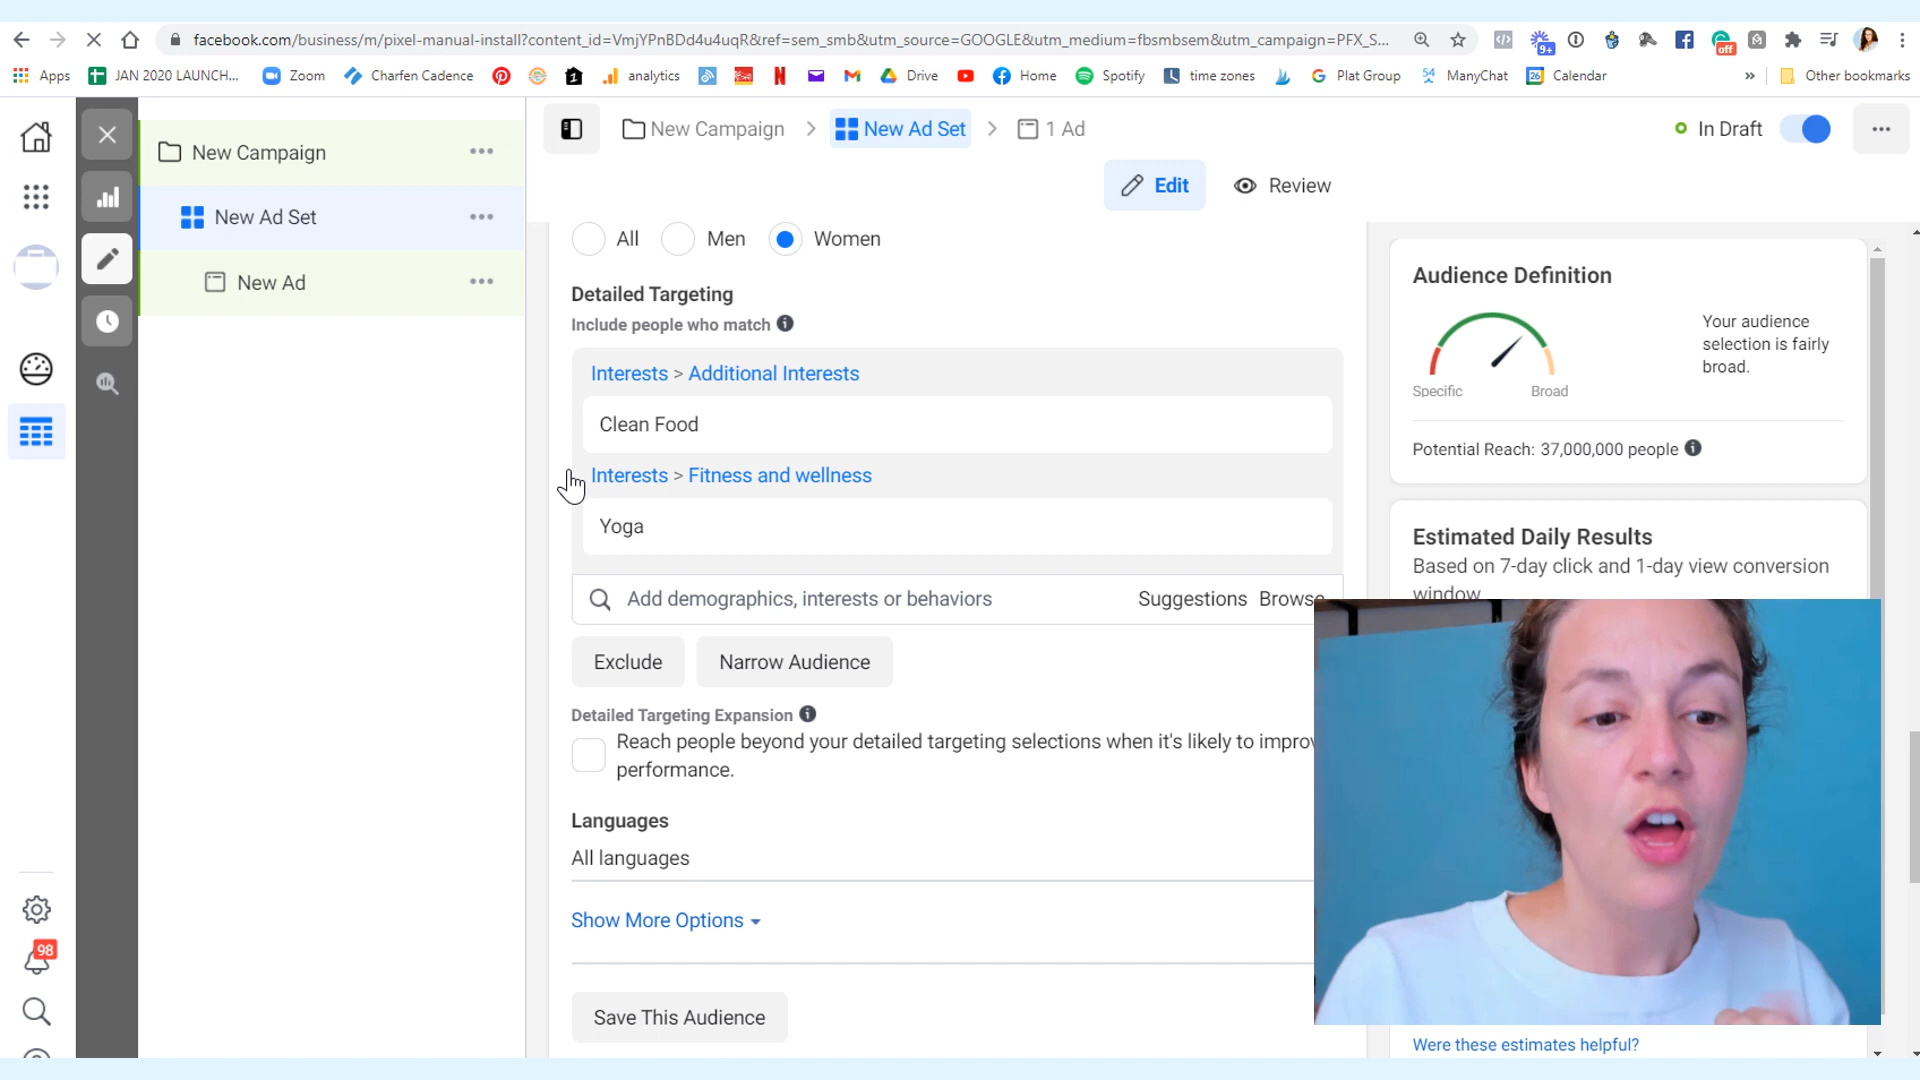 facebook.com/business/m/pixel-manual-install?content_id=VmjYPnBDd4u4uqR&ref=sem_smb&utm_source=GOOGLE&utm_medium=fbsmbsem&utm_campaign=PFX_S...
9+
off
Apps
JAN 2020 LAUNCH...
Zoom
Charfen Cadence
analytics
Drive
Home
Spotify
time zones
Plat Group
ManyChat
Calendar
»
Other bookmarks
New Campaign
New Ad Set
New Ad
New Campaign > New Ad Set > 1 Ad
In Draft
Edit
Review
All
Men
Women
Detailed Targeting
Include people who match
Interests > Additional Interests
Clean Food
Interests > Fitness and wellness
Yoga
Add demographics, interests or behaviors
Suggestions
Browse
Exclude
Narrow Audience
Detailed Targeting Expansion
Reach people beyond your detailed targeting selections when it's likely to improv
performance.
Languages
All languages
Show More Options
Save This Audience
98
Audience Definition
Your audience
selection is fairly
broad.
Specific
Broad
Potential Reach: 37,000,000 people
Estimated Daily Results
Based on 7-day click and 1-day view conversion
window
Were these estimates helpful?